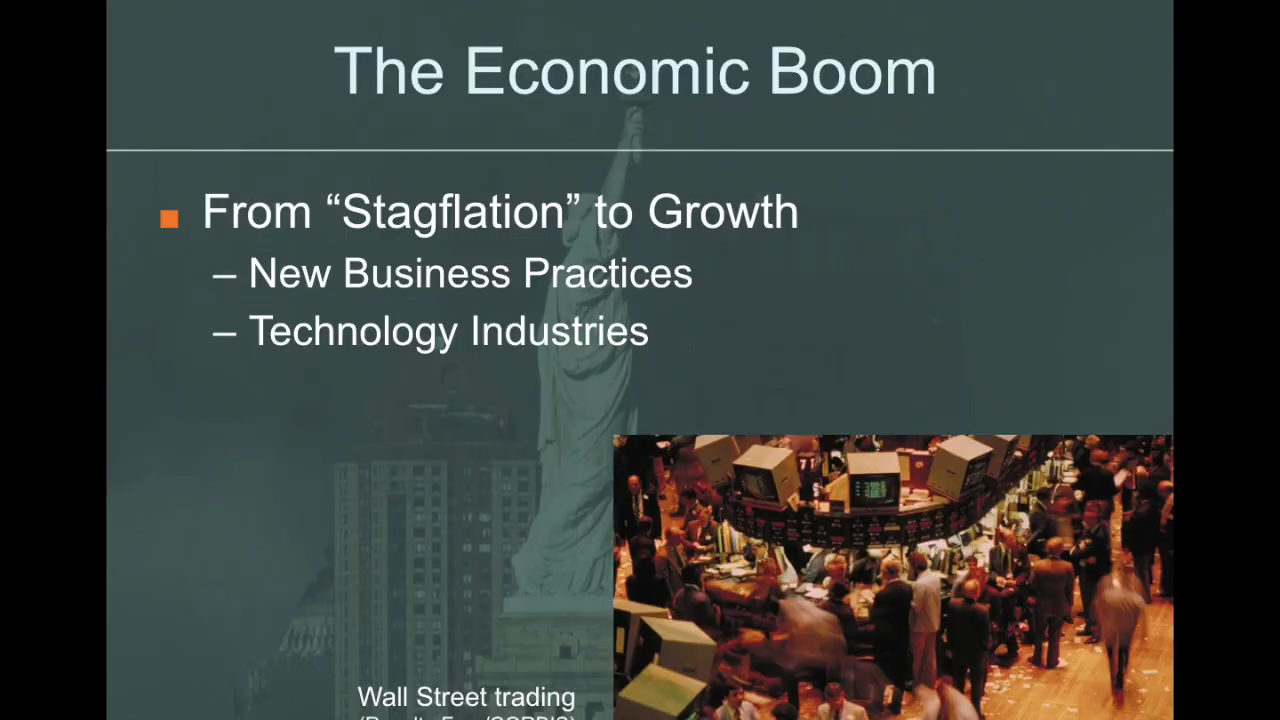 The Economic Boom
From “Stagflation” to Growth
– New Business Practices
– Technology Industries
Wall Street trading